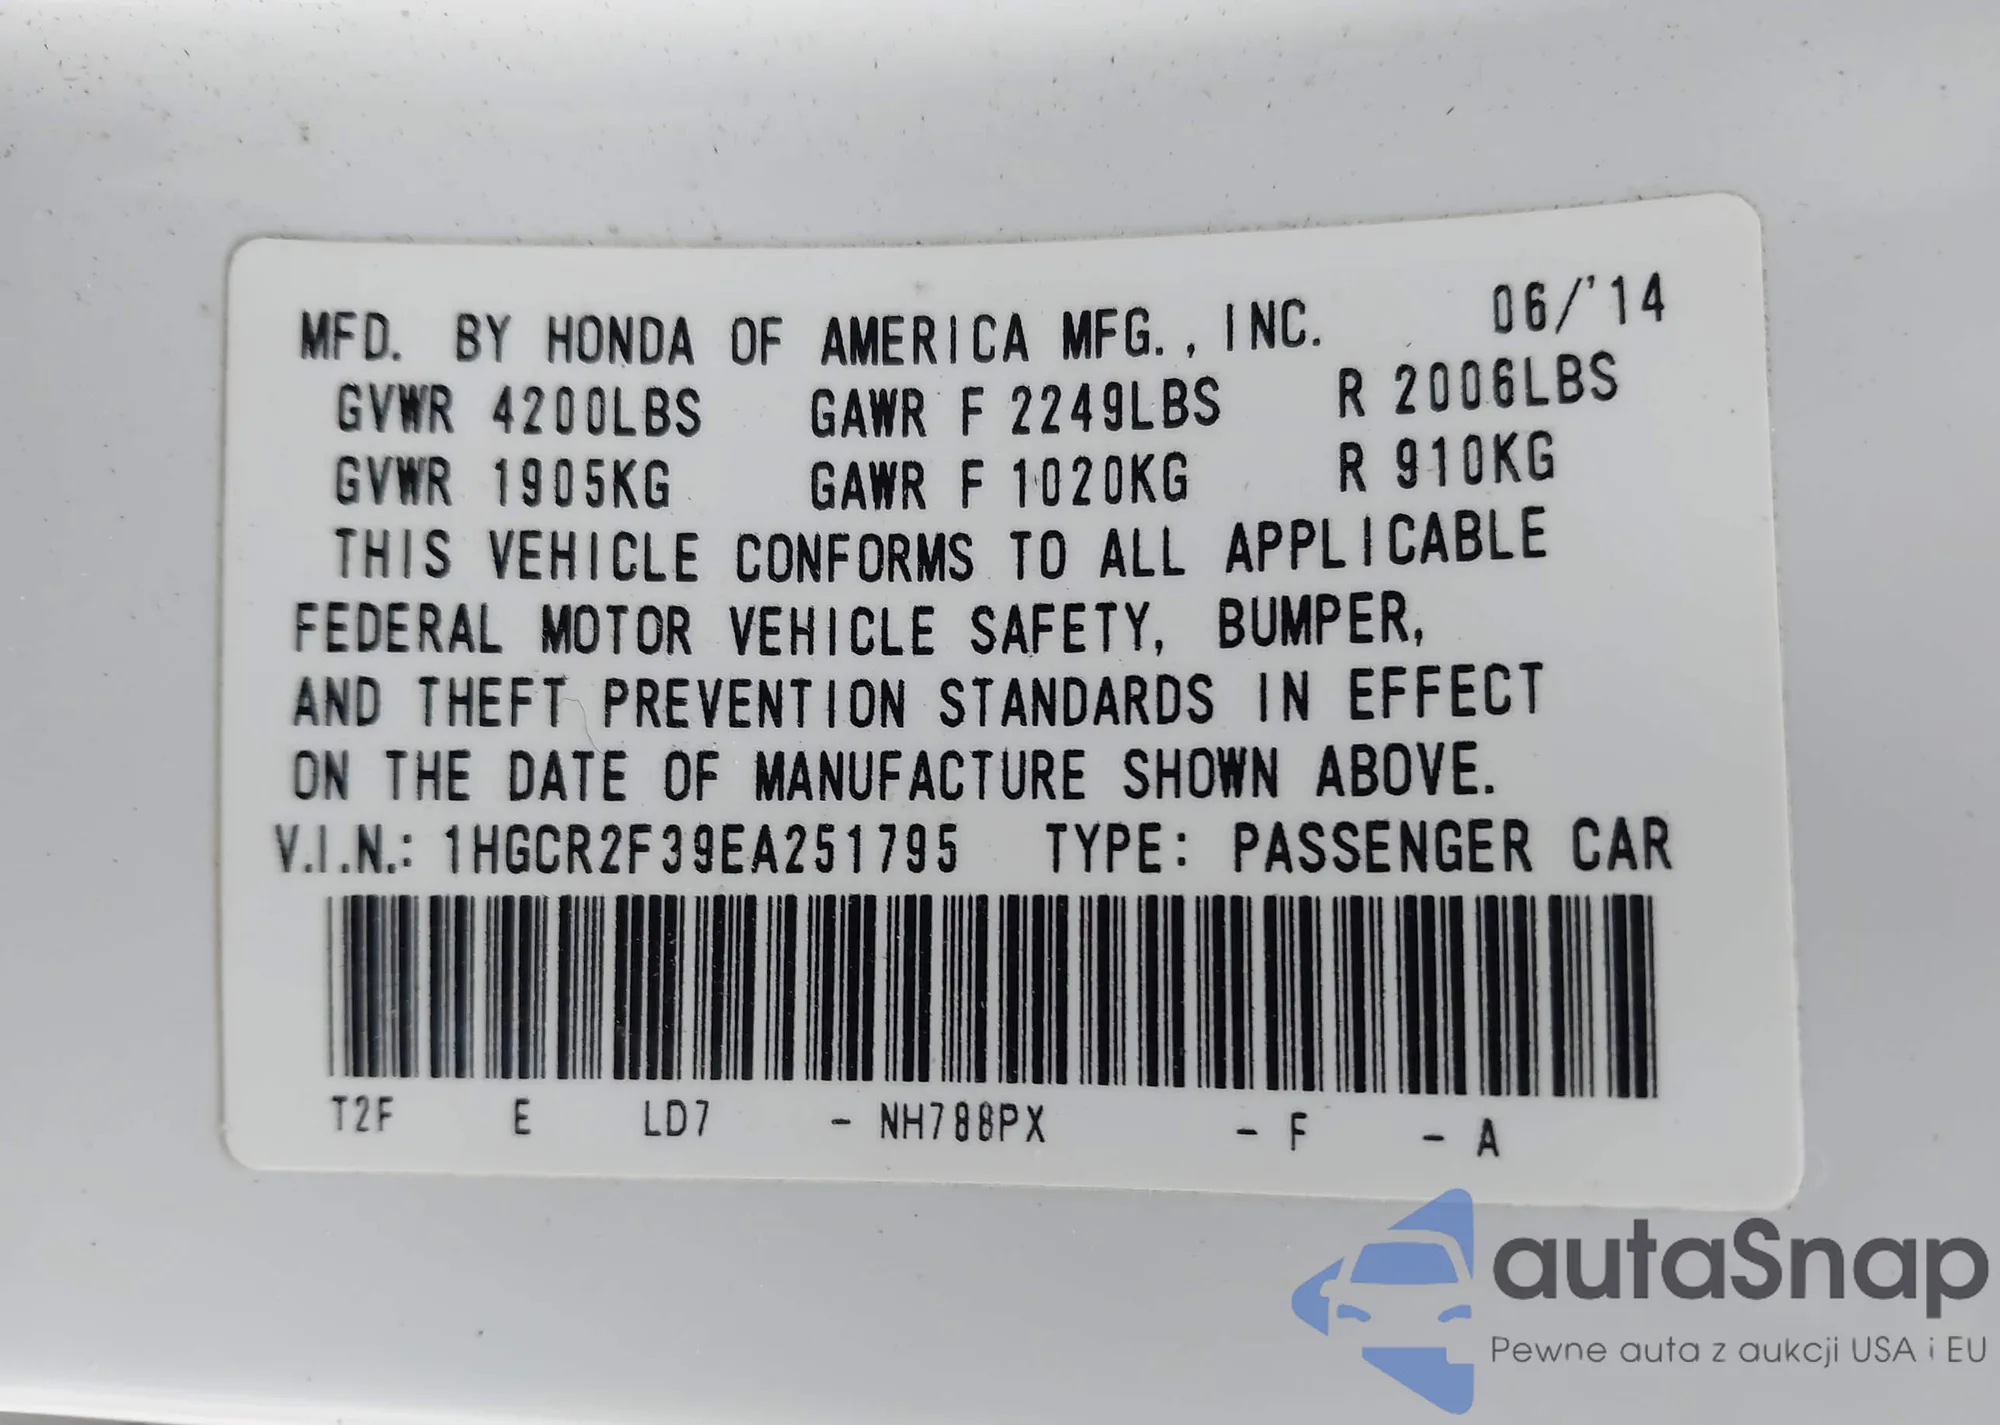 MFD. BY HONDA OF AMERICA MFG., INC. 06/'14
GVWR 4200LBS GAWR F 2249LBS R 2006LBS
GVWR 1905KG GAWR F 1020KG R 910KG
THIS VEHICLE CONFORMS TO ALL APPLICABLE
FEDERAL MOTOR VEHICLE SAFETY, BUMPER,
AND THEFT PREVENTION STANDARDS IN EFFECT
ON THE DATE OF MANUFACTURE SHOWN ABOVE.
V.I.N.: 1HGCR2F39EA251795 TYPE: PASSENGER CAR
T2F E LD7 - NH788PX - F - A
autaSnap
Pewne auta z aukcji USA i EU